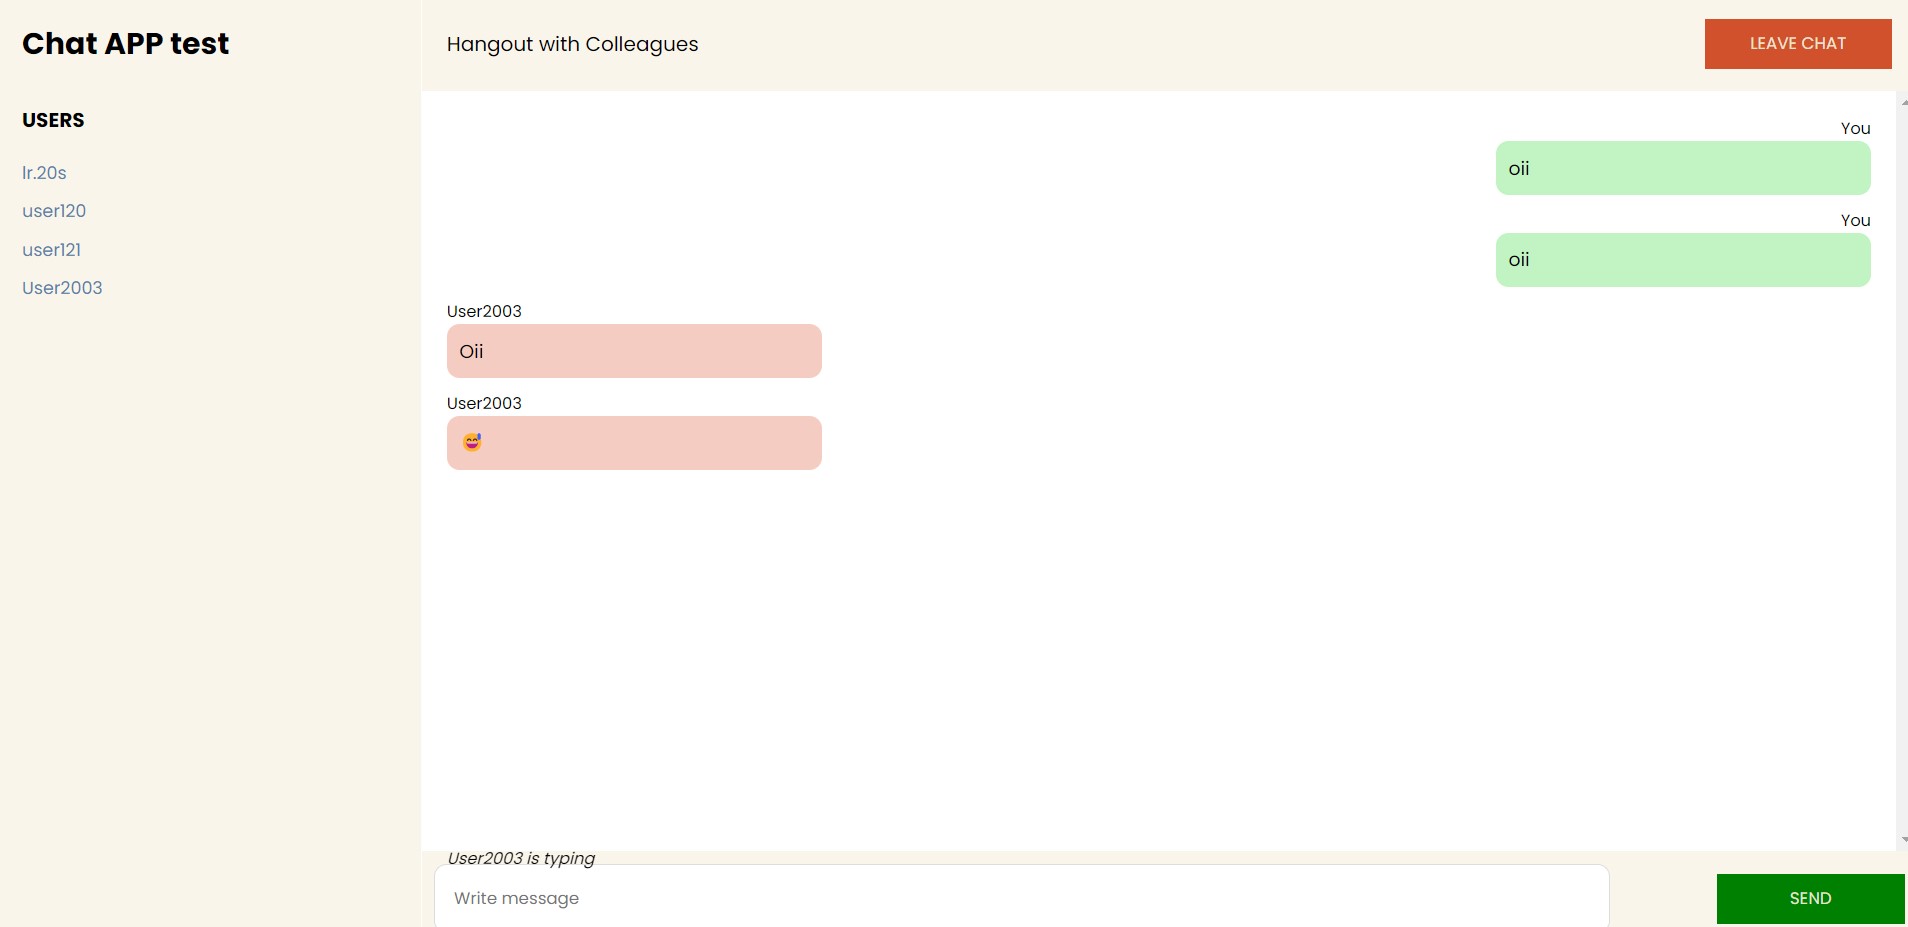 Chat APP test
USERS
lr.20s
user120
user121
User2003
Hangout with Colleagues
LEAVE CHAT
You
oii
You
oii
User2003
Oii
User2003
😅
User2003 is typing
Write message
SEND